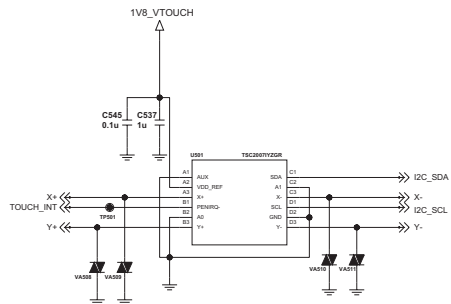 1V8_VTOUCH
C545 C537
0.1u 1u
U501 TSC2007IYZGR
A1 AUX SDA C1 I2C_SDA
A2 VDD_REF A1 C2
X+ A3 X+ X- C3 X-
TOUCH_INT TP501 B1 PENIRQ- SCL D1 I2C_SCL
B2 A0 GND D2
Y+ B3 Y+ Y- D3 Y-
VA508 VA509 VA510 VA511